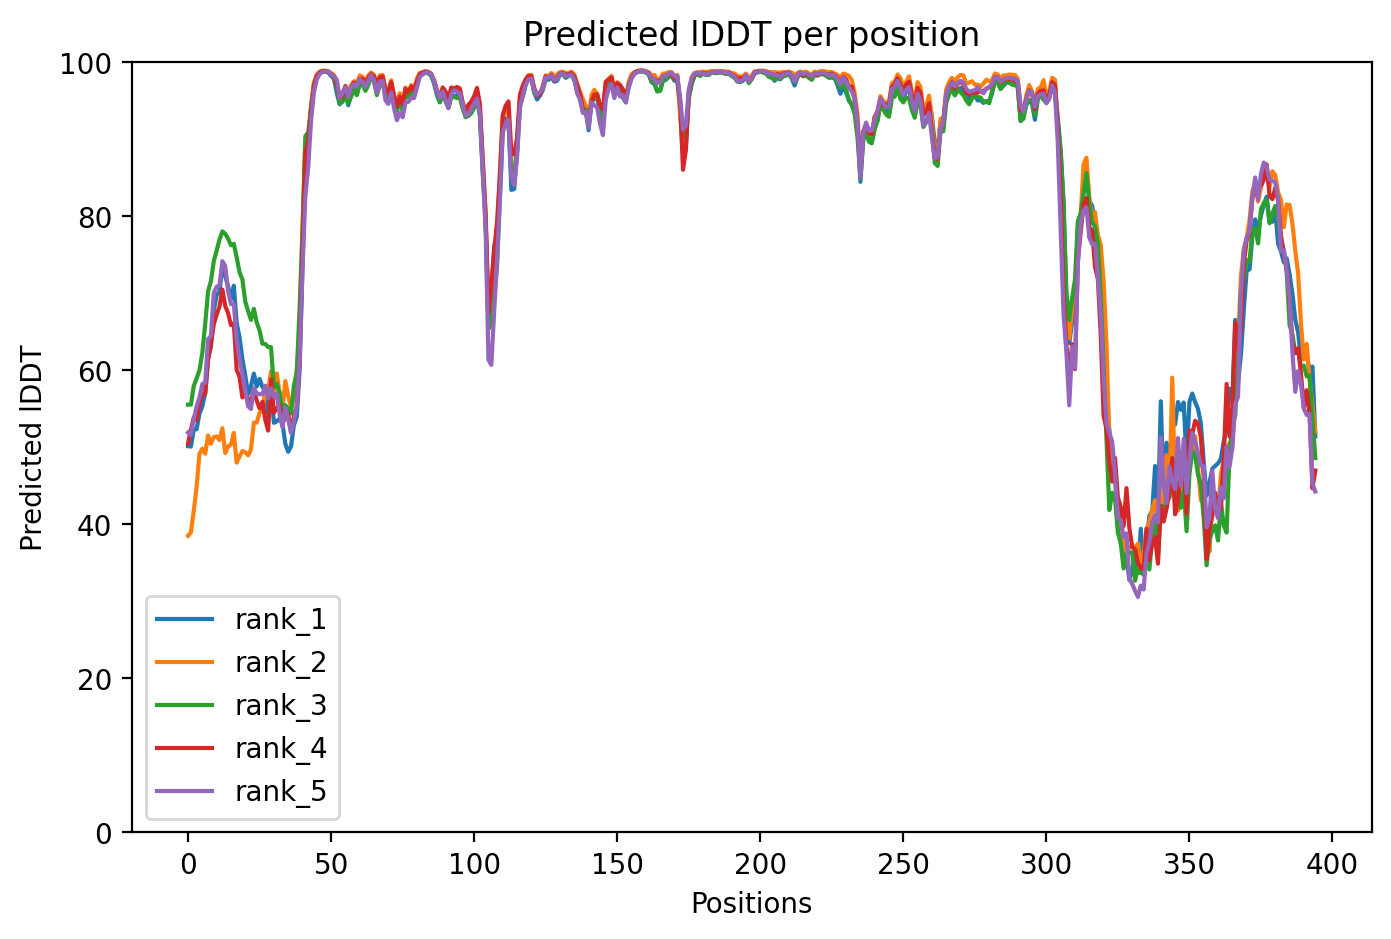 Predicted lDDT per position
100
80
60
40
20
0
Predicted lDDT
rank_1
rank_2
rank_3
rank_4
rank_5
0 50 100 150 200 250 300 350 400
Positions